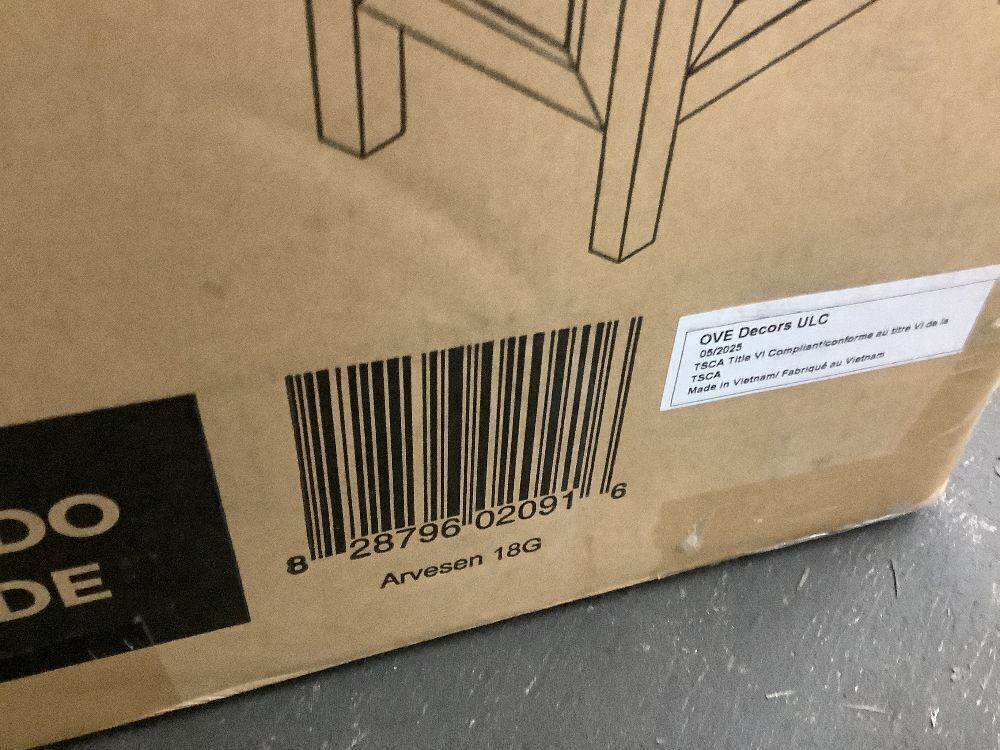 OVE Decors ULC
05/2025
TSCA Title VI Compliant/conforme au titre VI de la
TSCA
Made in Vietnam/ Fabriqué au Vietnam
8 28796 02091 6
Arvesen 18G
DO
DE